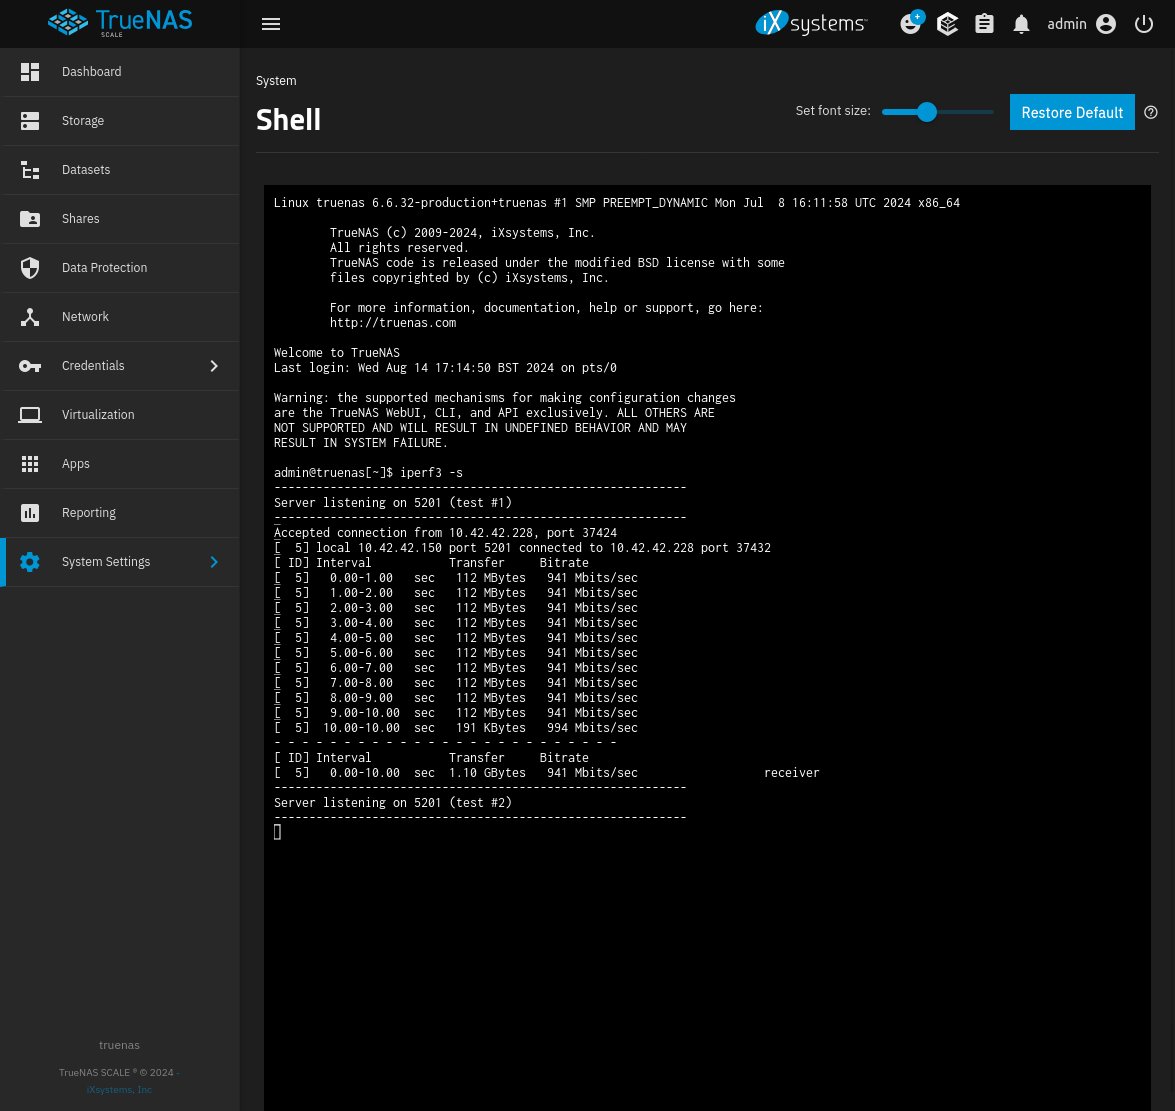 TrueNAS
SCALE
iXsystems™
+
admin
Dashboard
Storage
Datasets
Shares
Data Protection
Network
Credentials
Virtualization
Apps
Reporting
System Settings
truenas
TrueNAS SCALE ® © 2024 -
iXsystems, Inc
System
Shell
Set font size:
Restore Default
?
Linux truenas 6.6.32-production+truenas #1 SMP PREEMPT_DYNAMIC Mon Jul  8 16:11:58 UTC 2024 x86_64
TrueNAS (c) 2009-2024, iXsystems, Inc.
All rights reserved.
TrueNAS code is released under the modified BSD license with some
files copyrighted by (c) iXsystems, Inc.
For more information, documentation, help or support, go here:
http://truenas.com
Welcome to TrueNAS
Last login: Wed Aug 14 17:14:50 BST 2024 on pts/0
Warning: the supported mechanisms for making configuration changes
are the TrueNAS WebUI, CLI, and API exclusively. ALL OTHERS ARE
NOT SUPPORTED AND WILL RESULT IN UNDEFINED BEHAVIOR AND MAY
RESULT IN SYSTEM FAILURE.
admin@truenas[~]$ iperf3 -s
-----------------------------------------------------------
Server listening on 5201 (test #1)
-----------------------------------------------------------
Accepted connection from 10.42.42.228, port 37424
[  5] local 10.42.42.150 port 5201 connected to 10.42.42.228 port 37432
[ ID] Interval           Transfer     Bitrate
[  5]   0.00-1.00   sec   112 MBytes   941 Mbits/sec
[  5]   1.00-2.00   sec   112 MBytes   941 Mbits/sec
[  5]   2.00-3.00   sec   112 MBytes   941 Mbits/sec
[  5]   3.00-4.00   sec   112 MBytes   941 Mbits/sec
[  5]   4.00-5.00   sec   112 MBytes   941 Mbits/sec
[  5]   5.00-6.00   sec   112 MBytes   941 Mbits/sec
[  5]   6.00-7.00   sec   112 MBytes   941 Mbits/sec
[  5]   7.00-8.00   sec   112 MBytes   941 Mbits/sec
[  5]   8.00-9.00   sec   112 MBytes   941 Mbits/sec
[  5]   9.00-10.00  sec   112 MBytes   941 Mbits/sec
[  5]  10.00-10.00  sec   191 KBytes   994 Mbits/sec
- - - - - - - - - - - - - - - - - - - - - - - - -
[ ID] Interval           Transfer     Bitrate
[  5]   0.00-10.00  sec  1.10 GBytes   941 Mbits/sec                  receiver
-----------------------------------------------------------
Server listening on 5201 (test #2)
-----------------------------------------------------------